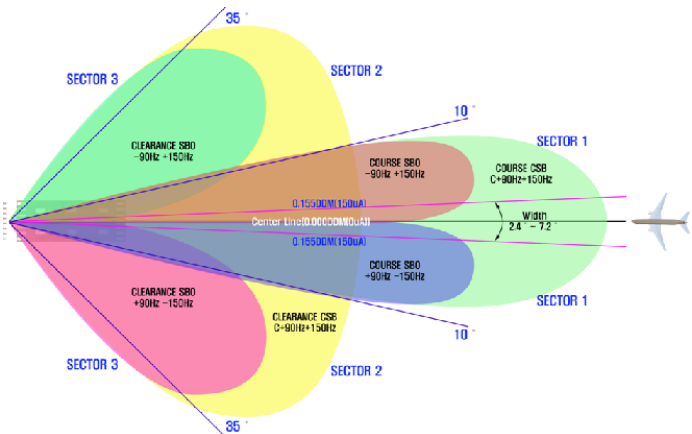 35°
SECTOR 3
SECTOR 2
10°
SECTOR 1
CLEARANCE SBO
-90Hz +150Hz
COURSE SBO
-90Hz +150Hz
COURSE CSB
C+90Hz+150Hz
0.155DDM(150uA)
Width
2.4° - 7.2°
Center Line(0.000DDM(0uA))
0.155DDM(150uA)
COURSE SBO
+90Hz -150Hz
CLEARANCE SBO
+90Hz -150Hz
CLEARANCE CSB
C+90Hz+150Hz
SECTOR 1
10°
SECTOR 3
SECTOR 2
35°